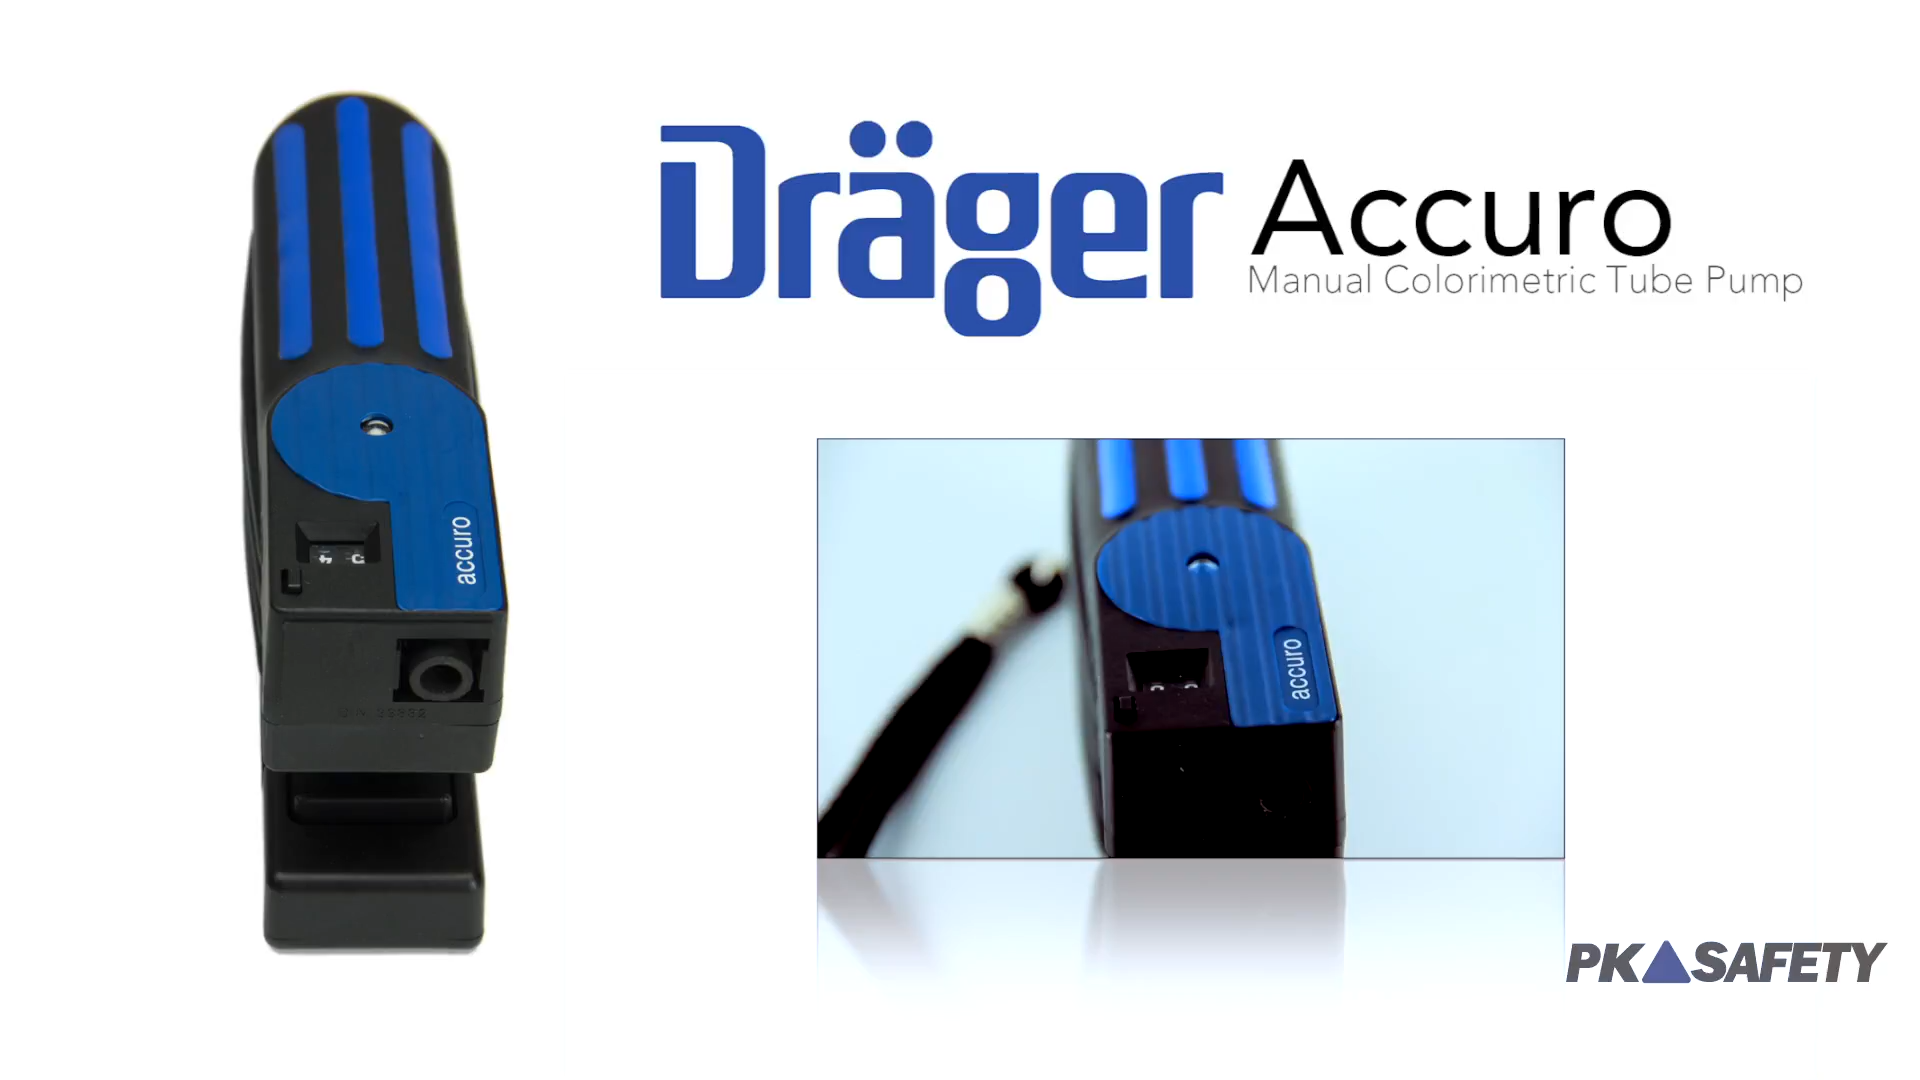 Dräger Accuro
Manual Colorimetric Tube Pump
accuro
accuro
PK SAFETY